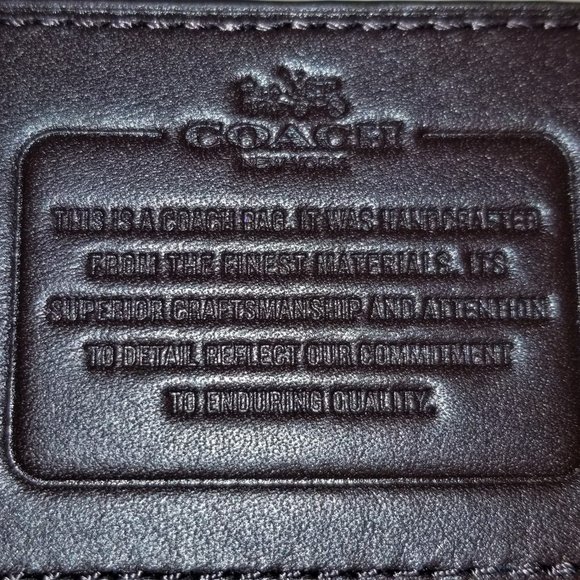 COACH
NEW YORK
THIS IS A COACH BAG. IT WAS HANDCRAFTED
FROM THE FINEST MATERIALS. ITS
SUPERIOR CRAFTSMANSHIP AND ATTENTION
TO DETAIL REFLECT OUR COMMITMENT
TO ENDURING QUALITY.